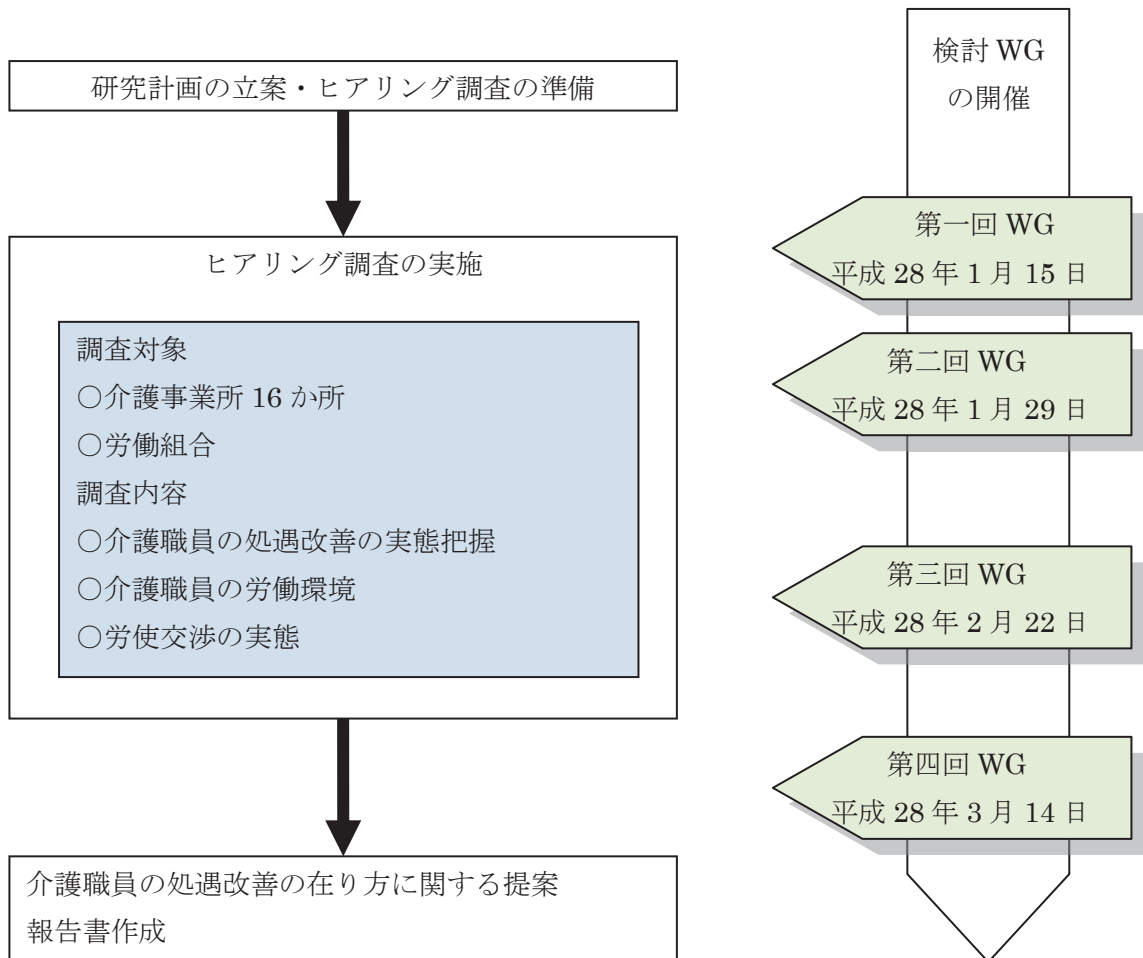 研究計画の立案・ヒアリング調査の準備
ヒアリング調査の実施
調査対象
○介護事業所 16 か所
○労働組合
調査内容
○介護職員の処遇改善の実態把握
○介護職員の労働環境
○労使交渉の実態
介護職員の処遇改善の在り方に関する提案
報告書作成
検討 WG
の開催
第一回 WG
平成 28 年 1 月 15 日
第二回 WG
平成 28 年 1 月 29 日
第三回 WG
平成 28 年 2 月 22 日
第四回 WG
平成 28 年 3 月 14 日